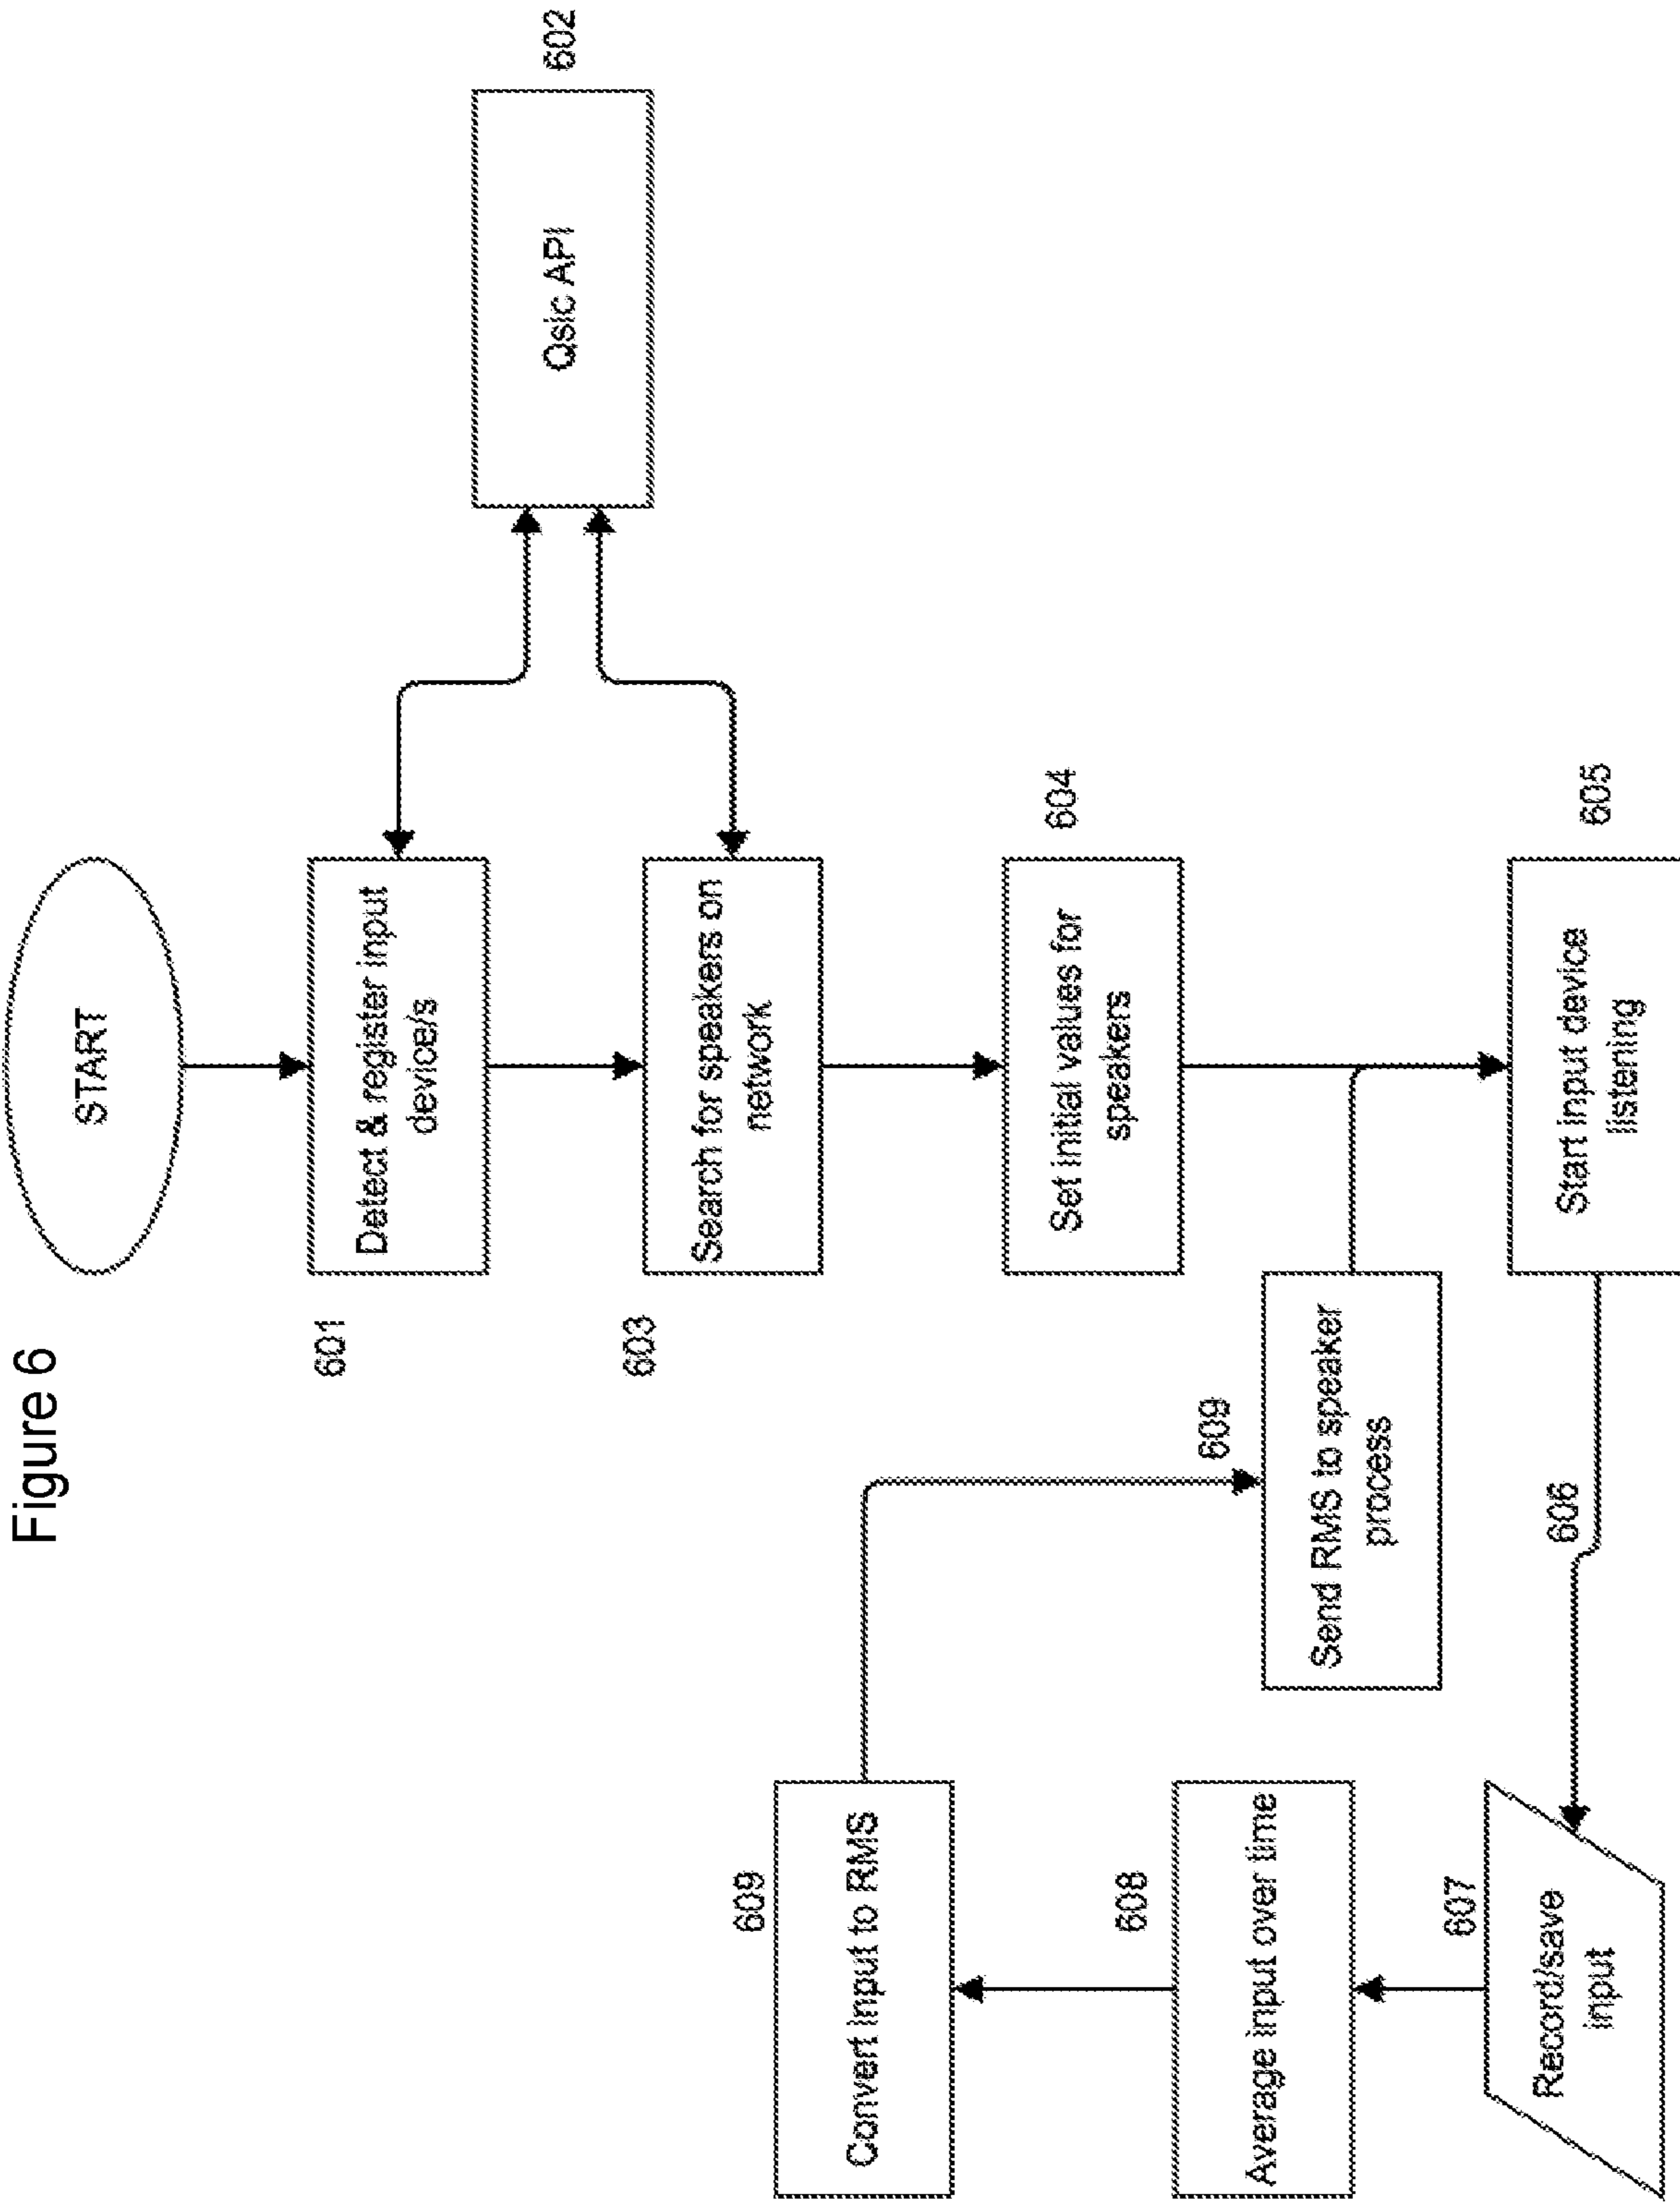 Figure 6
START
601
Detect & register input
device/s
602
Qsic API
603
Search for speakers on
network
604
Set initial values for
speakers
605
Start input device
listening
606
607
Record/save
input
608
Average input over time
609
Convert input to RMS
609
Send RMS to speaker
process